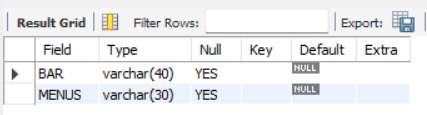 Result Grid Filter Rows: Export:
Field Type Null Key Default Extra
BAR varchar(40) YES NULL
MENUS varchar(30) YES NULL